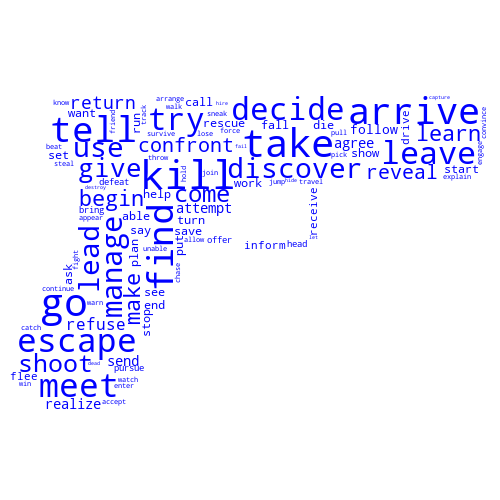 capture
know
return
arrange
call
hire
decide
arrive
want
friend
run
track
walk
try
sneak
rescue
fall
die
drive
tell
survive
lose
force
pull
follow
learn
convince
beat
set
steal
use
confront
take
fail
pick
agree
show
leave
engage
give
throw
hold
join
discover
reveal
start
explain
defeat
kill
work
jump
hide
travel
destroy
begin
help
come
bring
appear
able
attempt
receive
say
turn
find
lead
manage
plan
save
put
allow
offer
inform
head
let
unable
ask
fight
chase
continue
make
see
go
warn
end
stop
catch
refuse
escape
shoot
dead
send
pursue
flee
win
meet
watch
enter
realize
accept